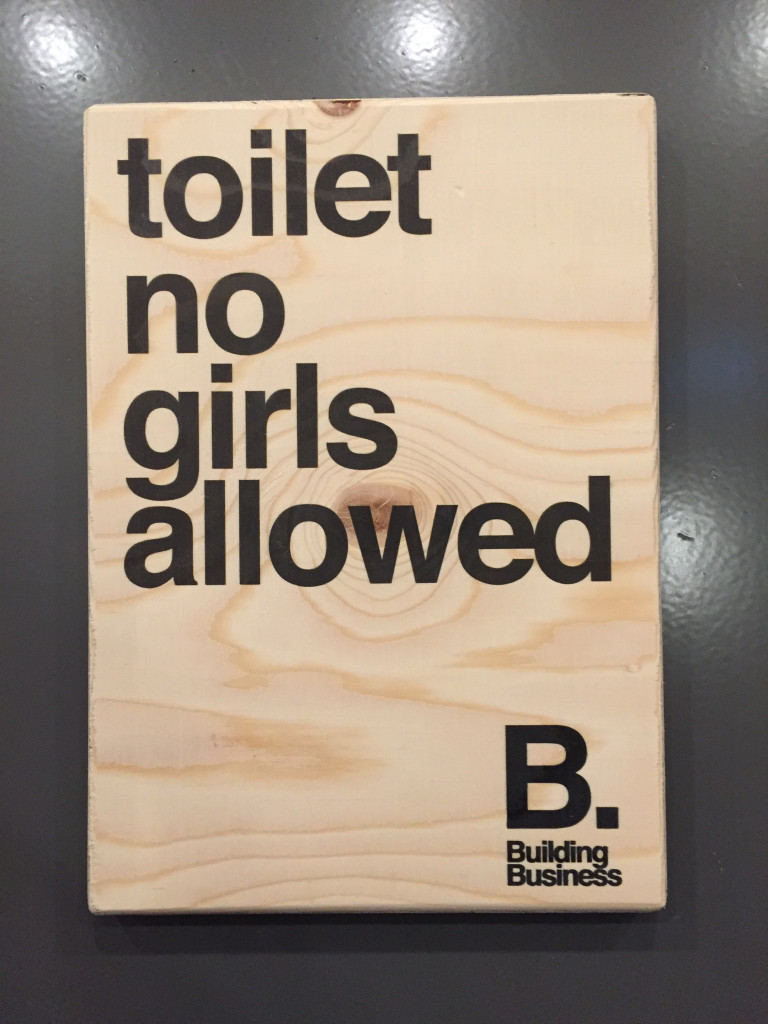 toilet
no
girls
allowed
B.
Building
Business